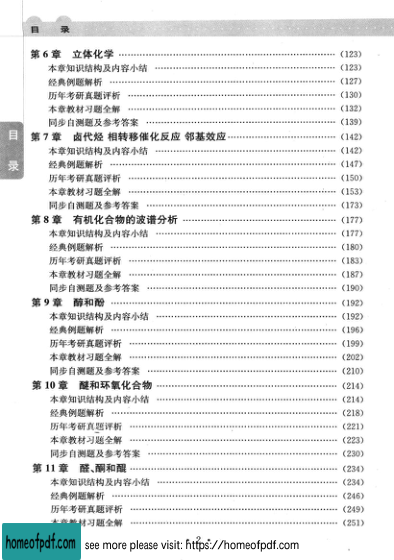 目 录
第 6 章 立体化学 ……………………………………………………（123）
本章知识结构及内容小结 ……………………………………………（123）
经典例题解析 …………………………………………………………（127）
历年考研真题评析 ……………………………………………………（130）
本章教材习题全解 ……………………………………………………（132）
同步自测题及参考答案 ………………………………………………（139）
第 7 章 卤代烃 相转移催化反应 邻基效应 ……………………………（142）
本章知识结构及内容小结 ……………………………………………（142）
经典例题解析 …………………………………………………………（147）
历年考研真题评析 ……………………………………………………（150）
本章教材习题全解 ……………………………………………………（153）
同步自测题及参考答案 ………………………………………………（173）
第 8 章 有机化合物的波谱分析 ………………………………………（177）
本章知识结构及内容小结 ……………………………………………（177）
经典例题解析 …………………………………………………………（180）
历年考研真题评析 ……………………………………………………（183）
本章教材习题全解 ……………………………………………………（187）
同步自测题及参考答案 ………………………………………………（190）
第 9 章 醇和酚 …………………………………………………………（192）
本章知识结构及内容小结 ……………………………………………（192）
经典例题解析 …………………………………………………………（196）
历年考研真题评析 ……………………………………………………（199）
本章教材习题全解 ……………………………………………………（202）
同步自测题及参考答案 ………………………………………………（210）
第 10 章 醚和环氧化合物 ………………………………………………（214）
本章知识结构及内容小结 ……………………………………………（214）
经典例题解析 …………………………………………………………（218）
历年考研真题评析 ……………………………………………………（221）
本章教材习题全解 ……………………………………………………（223）
同步自测题及参考答案 ………………………………………………（230）
第 11 章 醛、酮和醌 ……………………………………………………（234）
本章知识结构及内容小结 ……………………………………………（234）
经典例题解析 …………………………………………………………（246）
历年考研真题评析 ……………………………………………………（249）
本章教材习题全解 ……………………………………………………（251）
目录
• 2 •
homeofpdf.com see more please visit: https://homeofpdf.com